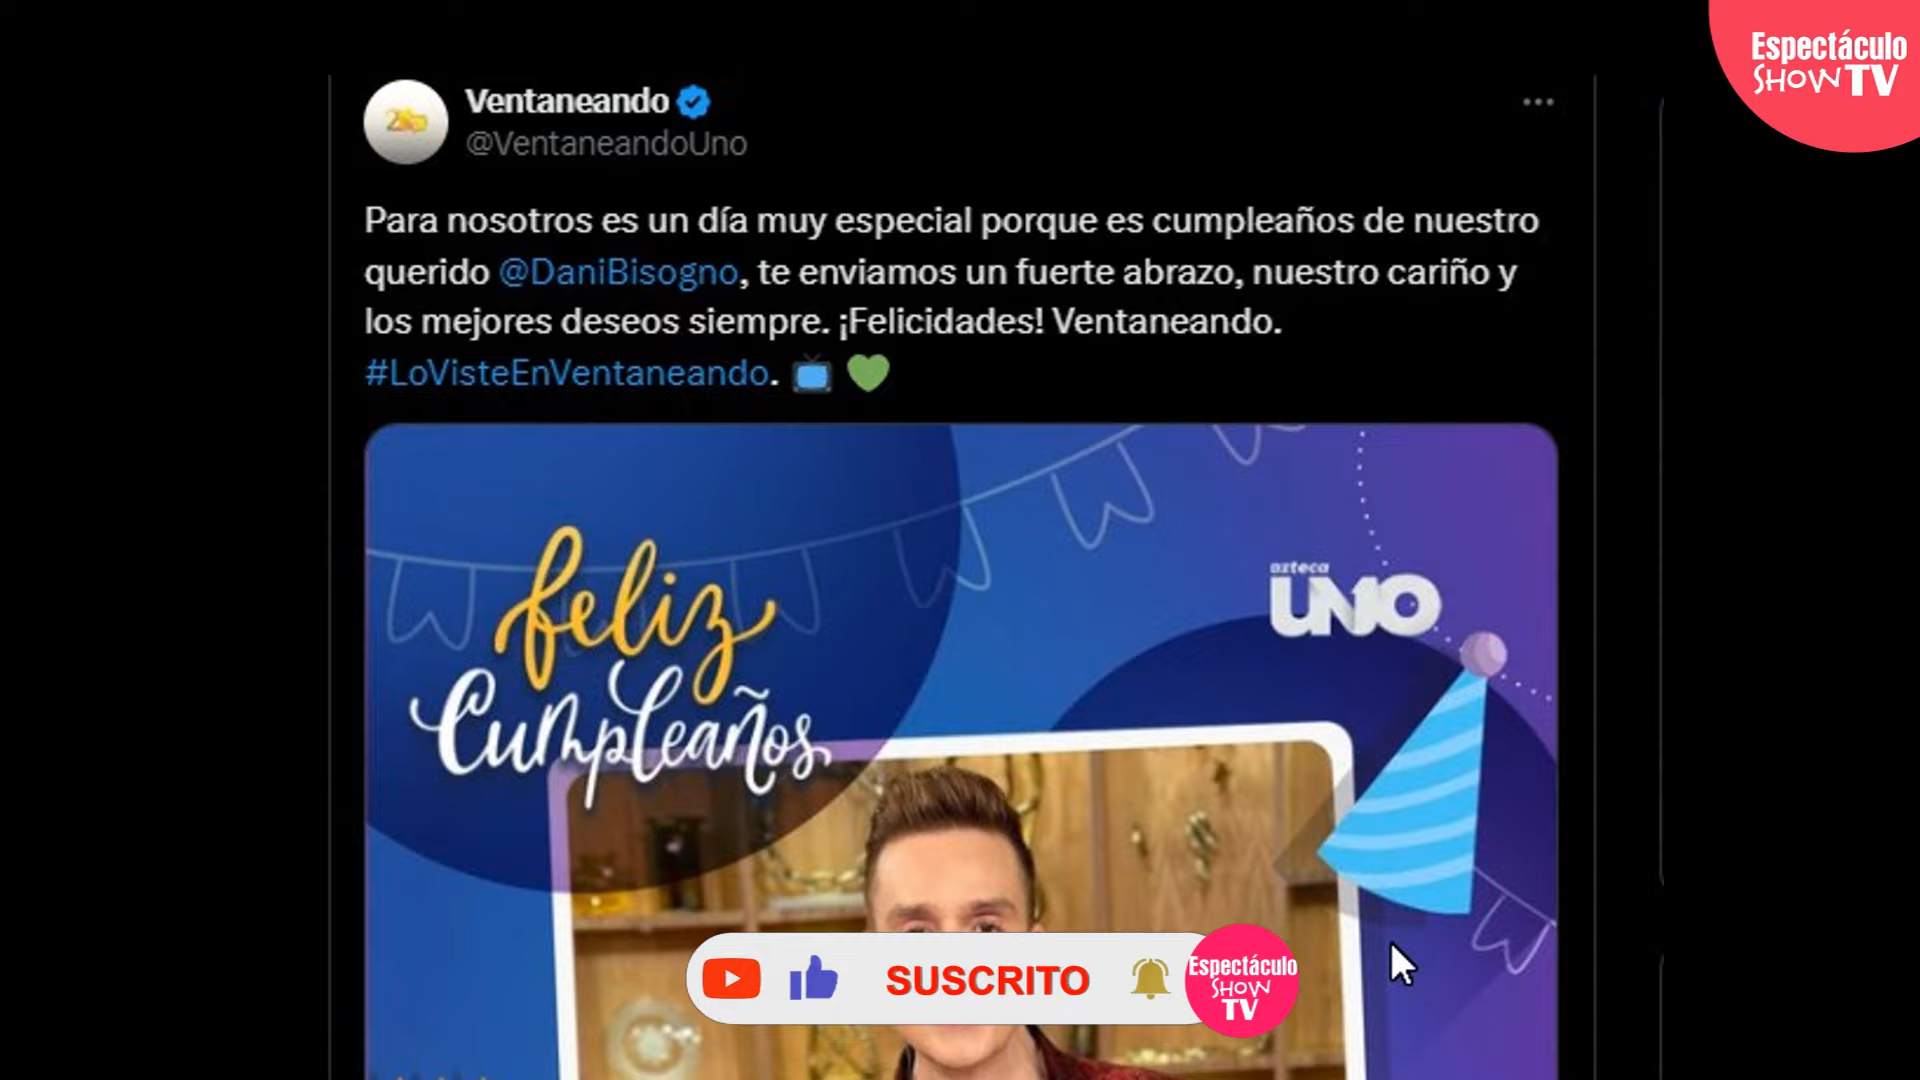 Espectáculo
SHOW TV
Ventaneando
@VentaneandoUno
Para nosotros es un día muy especial porque es cumpleaños de nuestro
querido @DaniBisogno, te enviamos un fuerte abrazo, nuestro cariño y
los mejores deseos siempre. ¡Felicidades! Ventaneando.
#LoVisteEnVentaneando. 📺 💚
feliz
Cumpleaños
azteca
UNO
SUSCRITO
Espectáculo
SHOW
TV